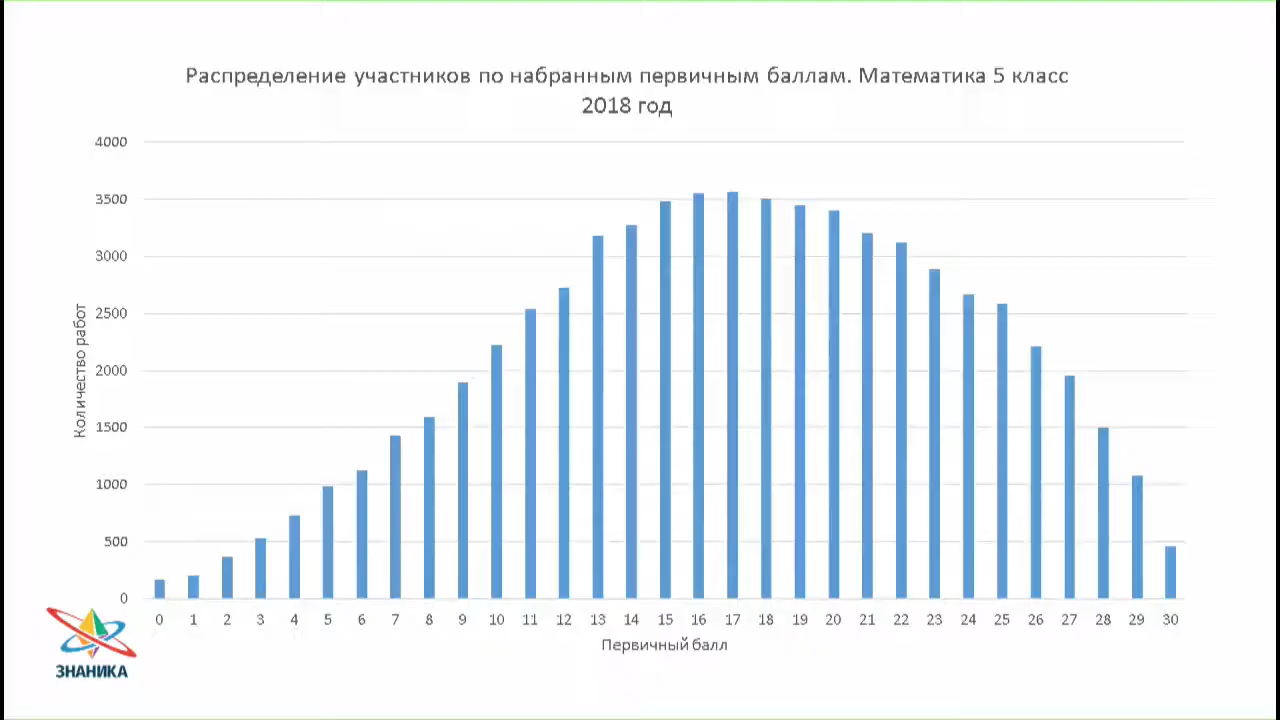 Распределение участников по набранным первичным баллам. Математика 5 класс
2018 год
4000
3500
3000
2500
2000
1500
1000
500
0
Количество работ
0 1 2 3 4 5 6 7 8 9 10 11 12 13 14 15 16 17 18 19 20 21 22 23 24 25 26 27 28 29 30
Первичный балл
ЗНАНИКА